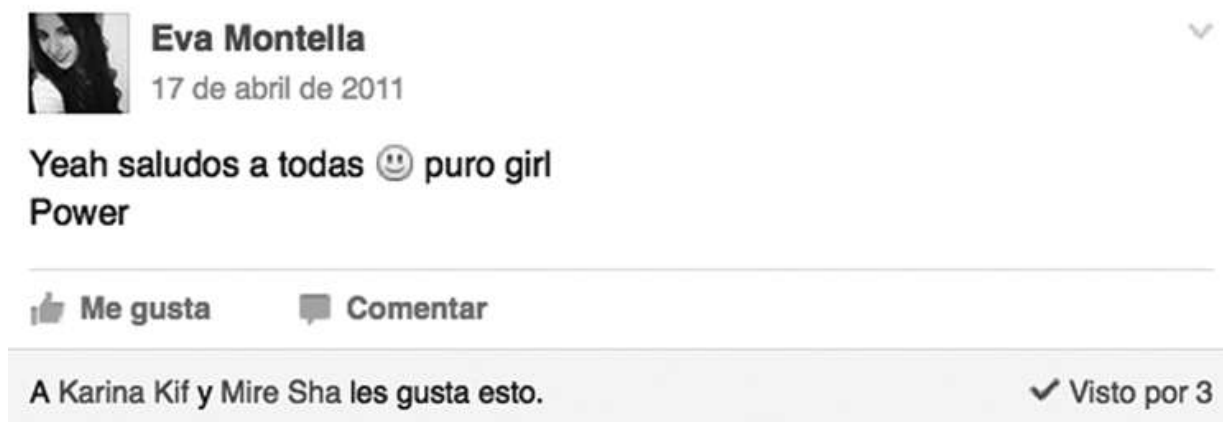 Eva Montella
17 de abril de 2011
Yeah saludos a todas 🙂 puro girl
Power
Me gusta Comentar
A Karina Kif y Mire Sha les gusta esto. ✓ Visto por 3